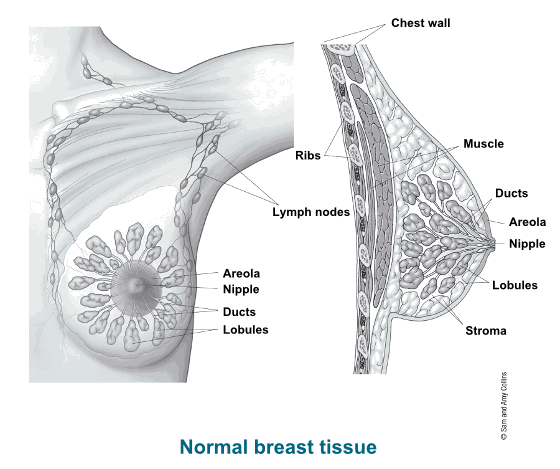 Chest wall
Ribs
Muscle
Lymph nodes
Ducts
Areola
Nipple
Lobules
Stroma
Areola
Nipple
Ducts
Lobules
© Sam and Amy Collins
Normal breast tissue